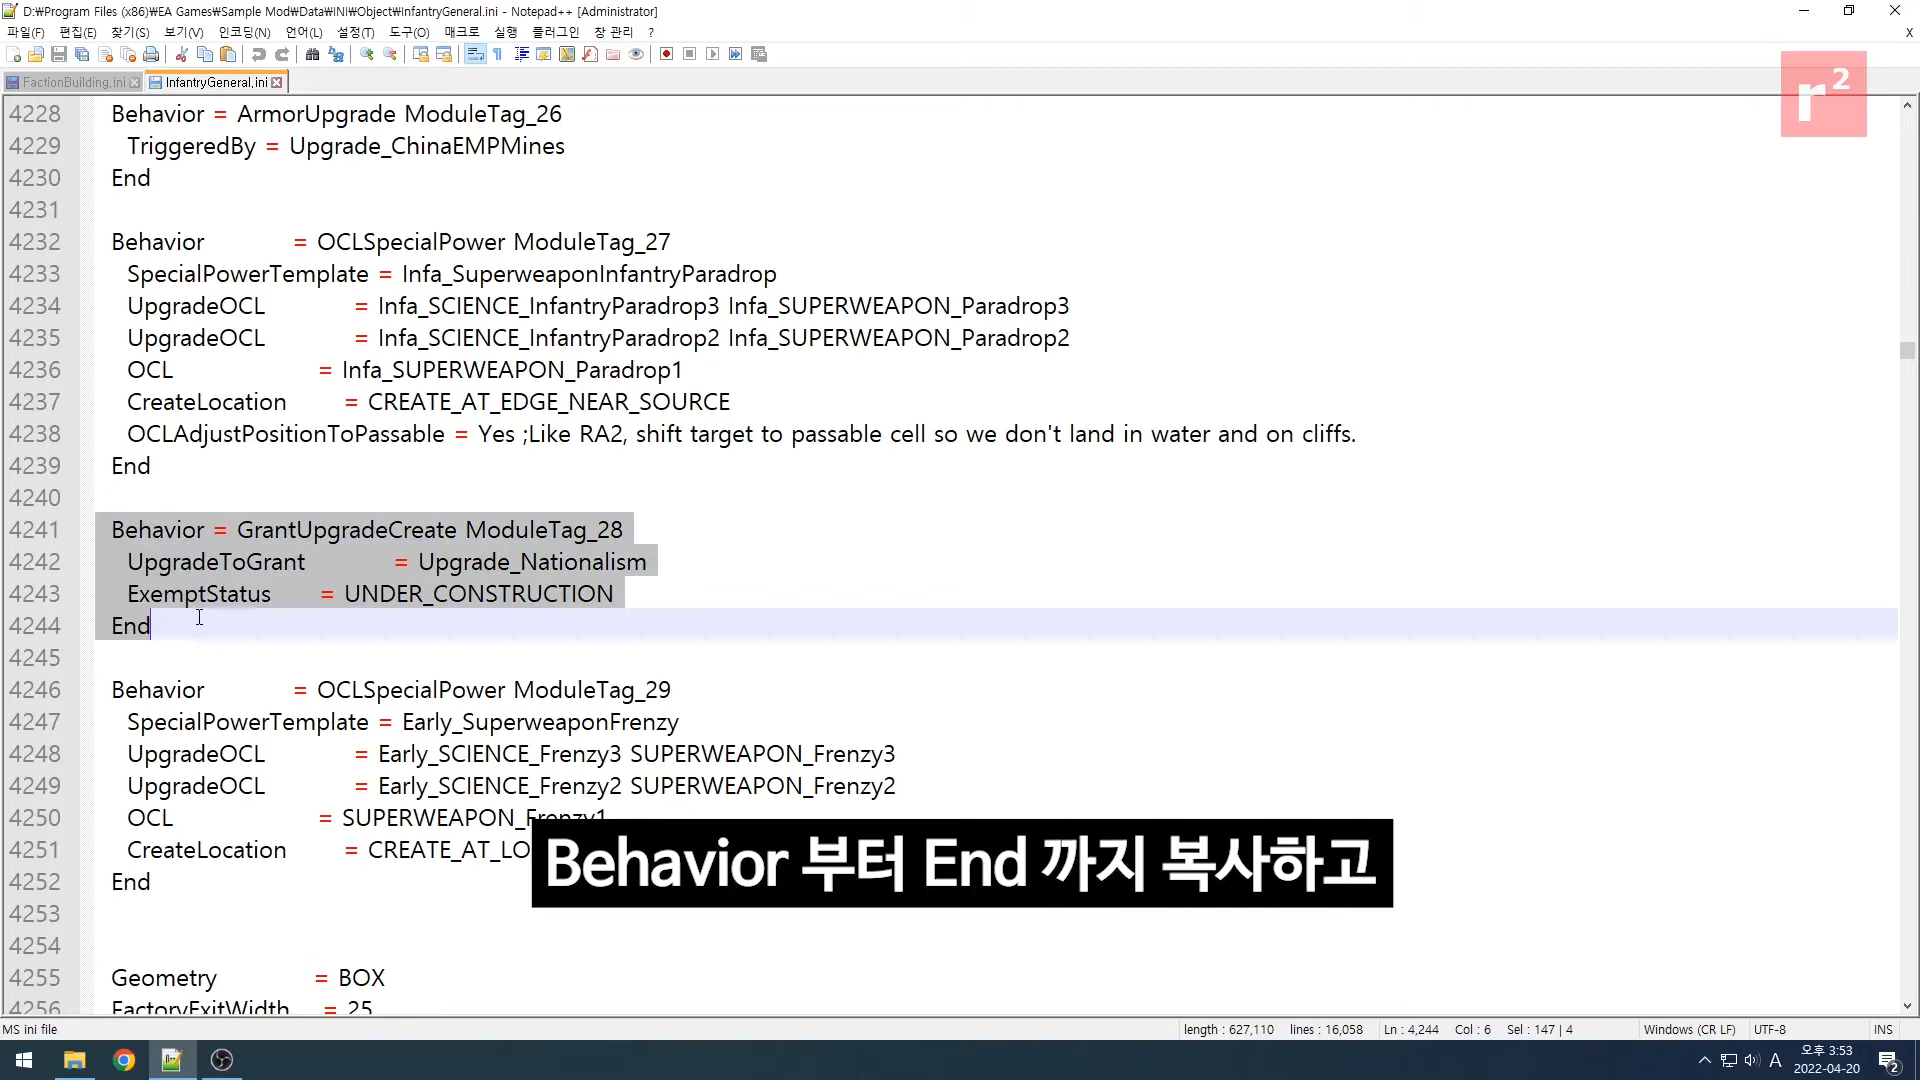 D:₩Program Files (x86)₩EA Games₩Sample Mod₩Data₩INI₩Object₩InfantryGeneral.ini - Notepad++ [Administrator]
파일(F) 편집(E) 찾기(S) 보기(V) 인코딩(N) 언어(L) 설정(T) 도구(O) 매크로 실행 플러그인 창 관리 ? X
FactionBuilding.ini InfantryGeneral.ini
r²
4228 Behavior = ArmorUpgrade ModuleTag_26
4229 TriggeredBy = Upgrade_ChinaEMPMines
4230 End
4231
4232 Behavior = OCLSpecialPower ModuleTag_27
4233 SpecialPowerTemplate = Infa_SuperweaponInfantryParadrop
4234 UpgradeOCL = Infa_SCIENCE_InfantryParadrop3 Infa_SUPERWEAPON_Paradrop3
4235 UpgradeOCL = Infa_SCIENCE_InfantryParadrop2 Infa_SUPERWEAPON_Paradrop2
4236 OCL = Infa_SUPERWEAPON_Paradrop1
4237 CreateLocation = CREATE_AT_EDGE_NEAR_SOURCE
4238 OCLAdjustPositionToPassable = Yes ;Like RA2, shift target to passable cell so we don't land in water and on cliffs.
4239 End
4240
4241 Behavior = GrantUpgradeCreate ModuleTag_28
4242 UpgradeToGrant = Upgrade_Nationalism
4243 ExemptStatus = UNDER_CONSTRUCTION
4244 End
4245
4246 Behavior = OCLSpecialPower ModuleTag_29
4247 SpecialPowerTemplate = Early_SuperweaponFrenzy
4248 UpgradeOCL = Early_SCIENCE_Frenzy3 SUPERWEAPON_Frenzy3
4249 UpgradeOCL = Early_SCIENCE_Frenzy2 SUPERWEAPON_Frenzy2
4250 OCL = SUPERWEAPON_Frenzy1
4251 CreateLocation = CREATE_AT_LO
Behavior 부터 End 까지 복사하고
4252 End
4253
4254
4255 Geometry = BOX
4256 FactoryExitWidth = 25
MS ini file length : 627,110 lines : 16,058 Ln : 4,244 Col : 6 Sel : 147 | 4 Windows (CR LF) UTF-8 INS
A 오후 3:53
2022-04-20 2